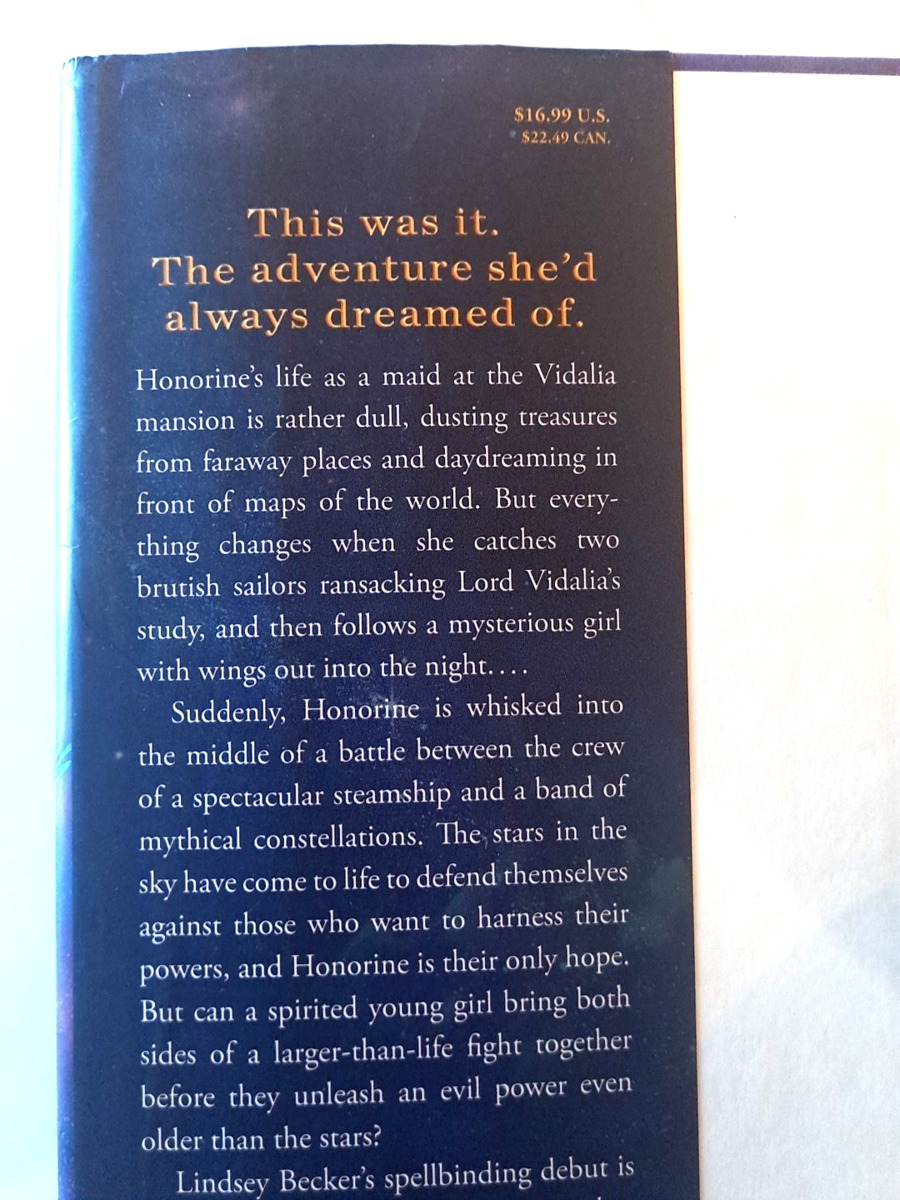 $16.99 U.S.
$22.49 CAN.
This was it.
The adventure she'd
always dreamed of.
Honorine's life as a maid at the Vidalia
mansion is rather dull, dusting treasures
from faraway places and daydreaming in
front of maps of the world. But every-
thing changes when she catches two
brutish sailors ransacking Lord Vidalia's
study, and then follows a mysterious girl
with wings out into the night....
Suddenly, Honorine is whisked into
the middle of a battle between the crew
of a spectacular steamship and a band of
mythical constellations. The stars in the
sky have come to life to defend themselves
against those who want to harness their
powers, and Honorine is their only hope.
But can a spirited young girl bring both
sides of a larger-than-life fight together
before they unleash an evil power even
older than the stars?
Lindsey Becker's spellbinding debut is